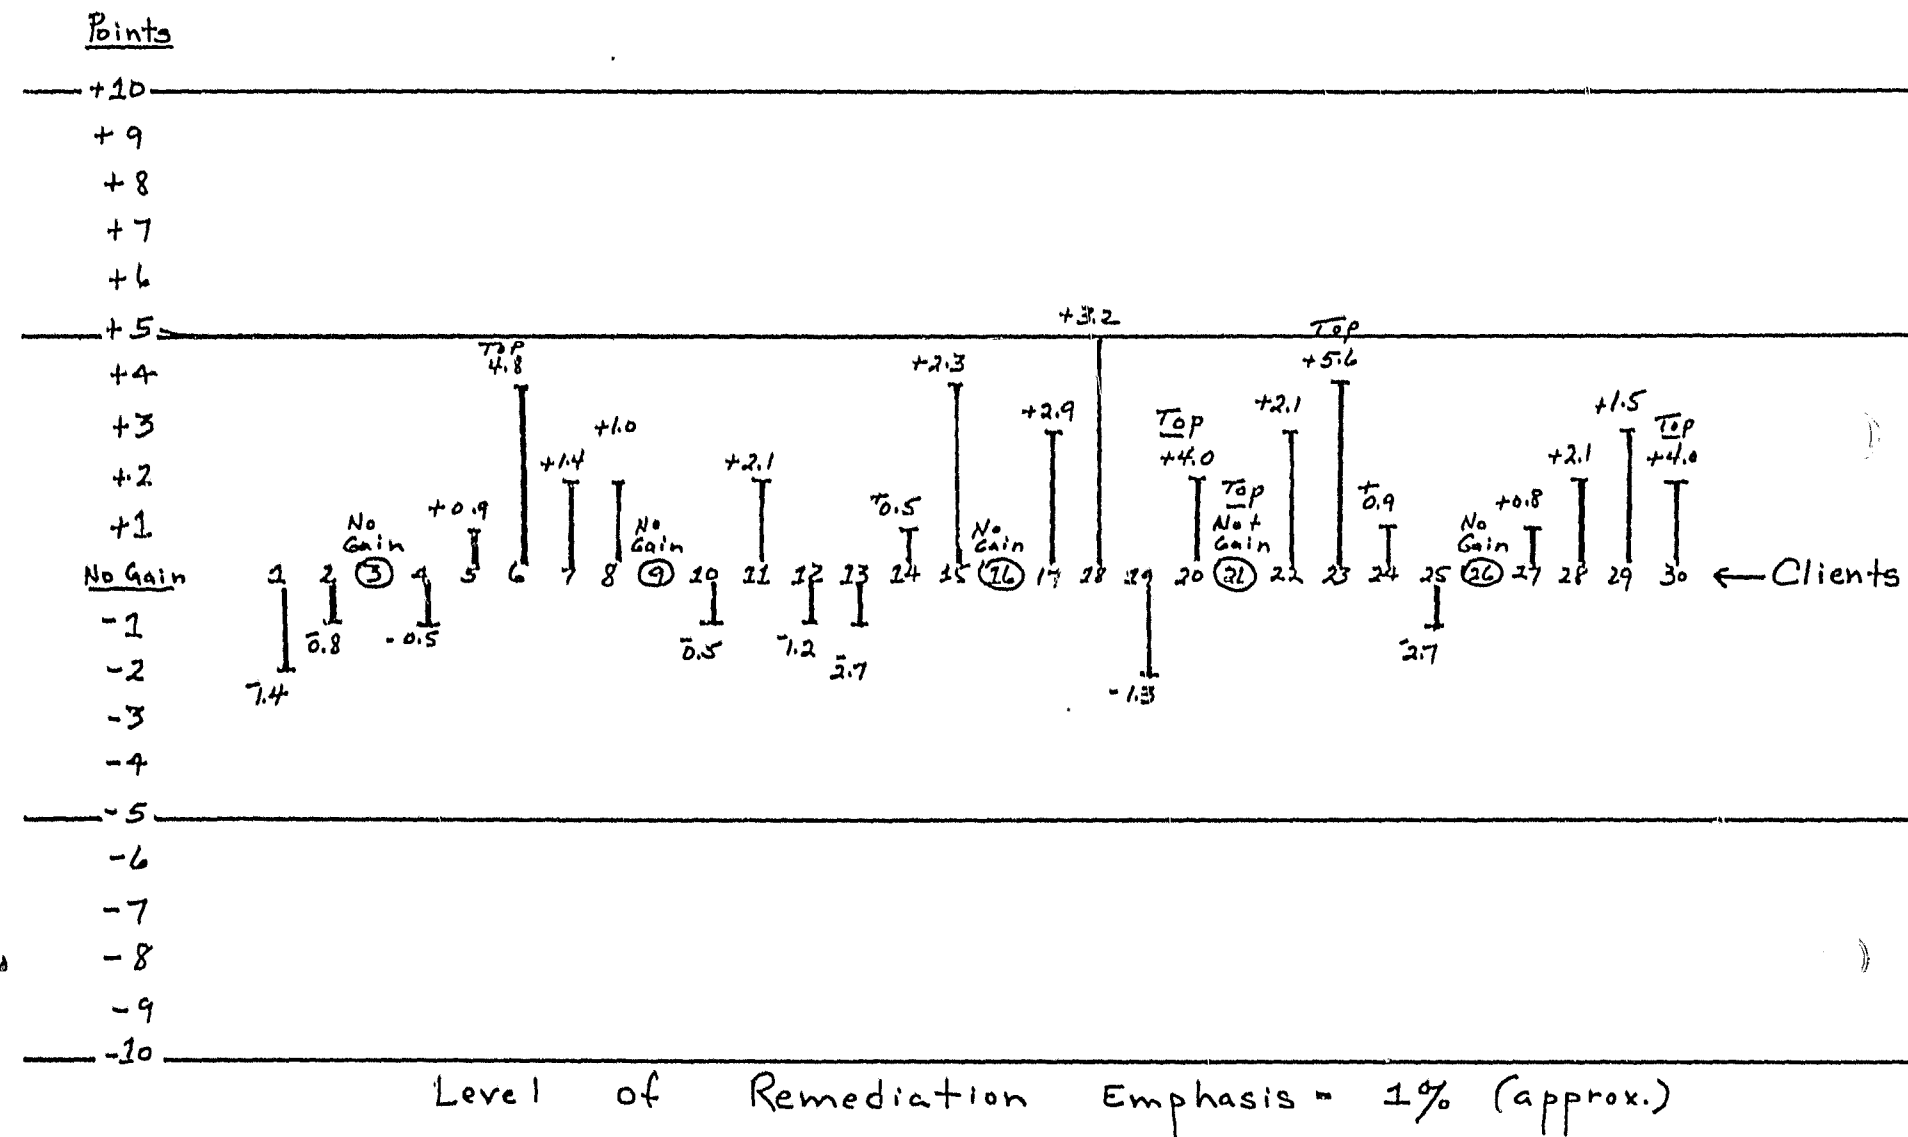 Points
+10
+9
+8
+7
+6
+5
+4
+3
+2
+1
No Gain
-1
-2
-3
-4
-5
-6
-7
-8
-9
-10
+3.2
Top
4.8
+2.3
Top
+5.6
+1.0
+2.9
Top
+4.0
+2.1
+1.5
Top
+4.0
+1.4
+2.1
+2.1
+0.9
-0.5
+0.9
+0.8
No
Gain
No
Gain
No
Gain
Top
Not
Gain
No
Gain
1 2 3 4 5 6 7 8 9 10 11 12 13 14 15 16 17 18 19 20 21 22 23 24 25 26 27 28 29 30 ← Clients
-0.8
-0.5
-0.5
-1.2
-2.7
-2.7
-1.4
-1.3
Level of Remediation Emphasis = 1% (approx.)